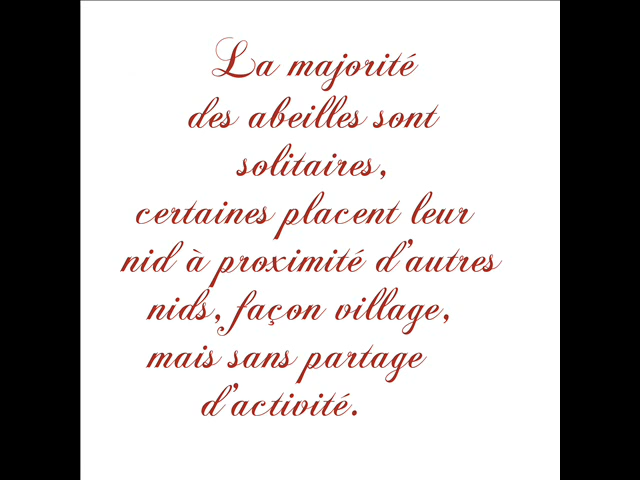 La majorité
des abeilles sont
solitaires,
certaines placent leur
nid à proximité d'autres
nids, façon village,
mais sans partage
d'activité.